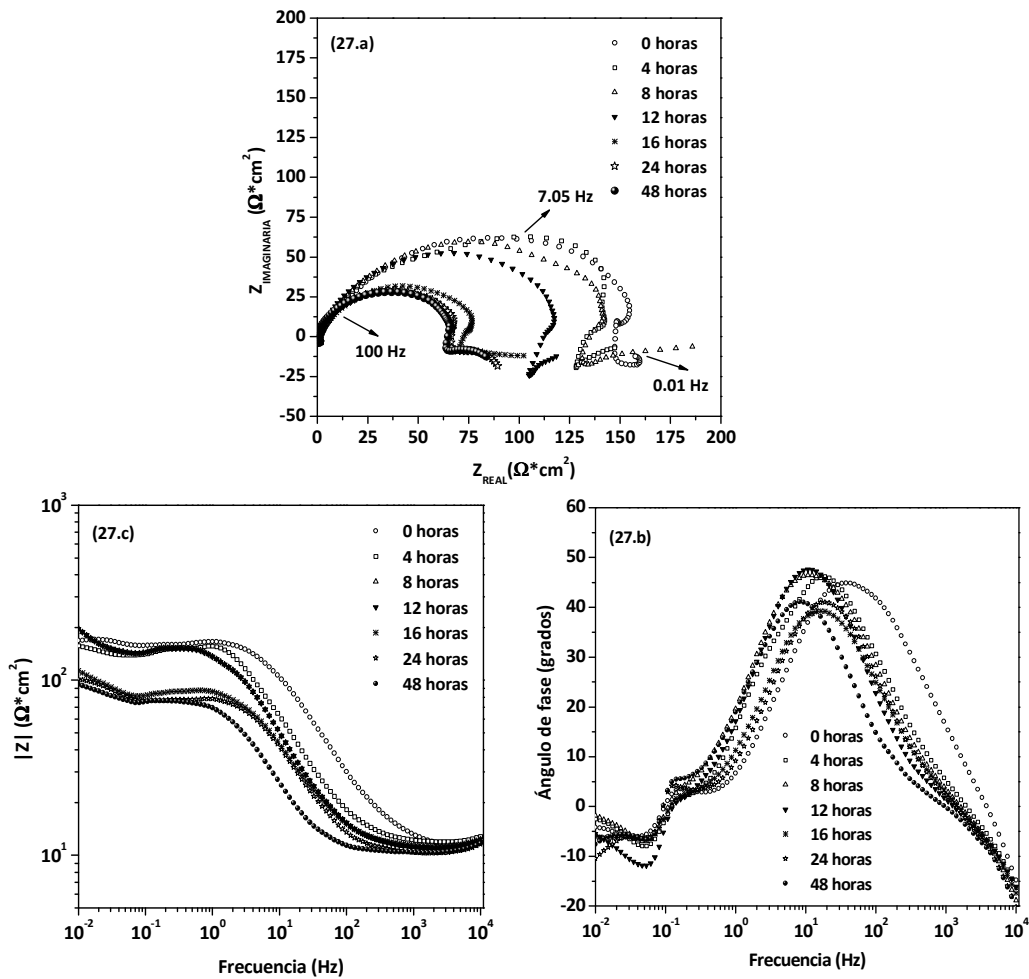 (27.a)
0 horas
4 horas
8 horas
12 horas
16 horas
24 horas
48 horas
200
175
150
125
100
75
50
25
0
-25
-50
Z_IMAGINARIA (Ω*cm²)
7.05 Hz
100 Hz
0.01 Hz
0 25 50 75 100 125 150 175 200
Z_REAL(Ω*cm²)
(27.c)
0 horas
4 horas
8 horas
12 horas
16 horas
24 horas
48 horas
10³
10²
10¹
|Z| (Ω*cm²)
10⁻² 10⁻¹ 10⁰ 10¹ 10² 10³ 10⁴
Frecuencia (Hz)
(27.b)
60
50
40
30
20
10
0
-10
-20
Ángulo de fase (grados)
0 horas
4 horas
8 horas
12 horas
16 horas
24 horas
48 horas
10⁻² 10⁻¹ 10⁰ 10¹ 10² 10³ 10⁴
Frecuencia (Hz)